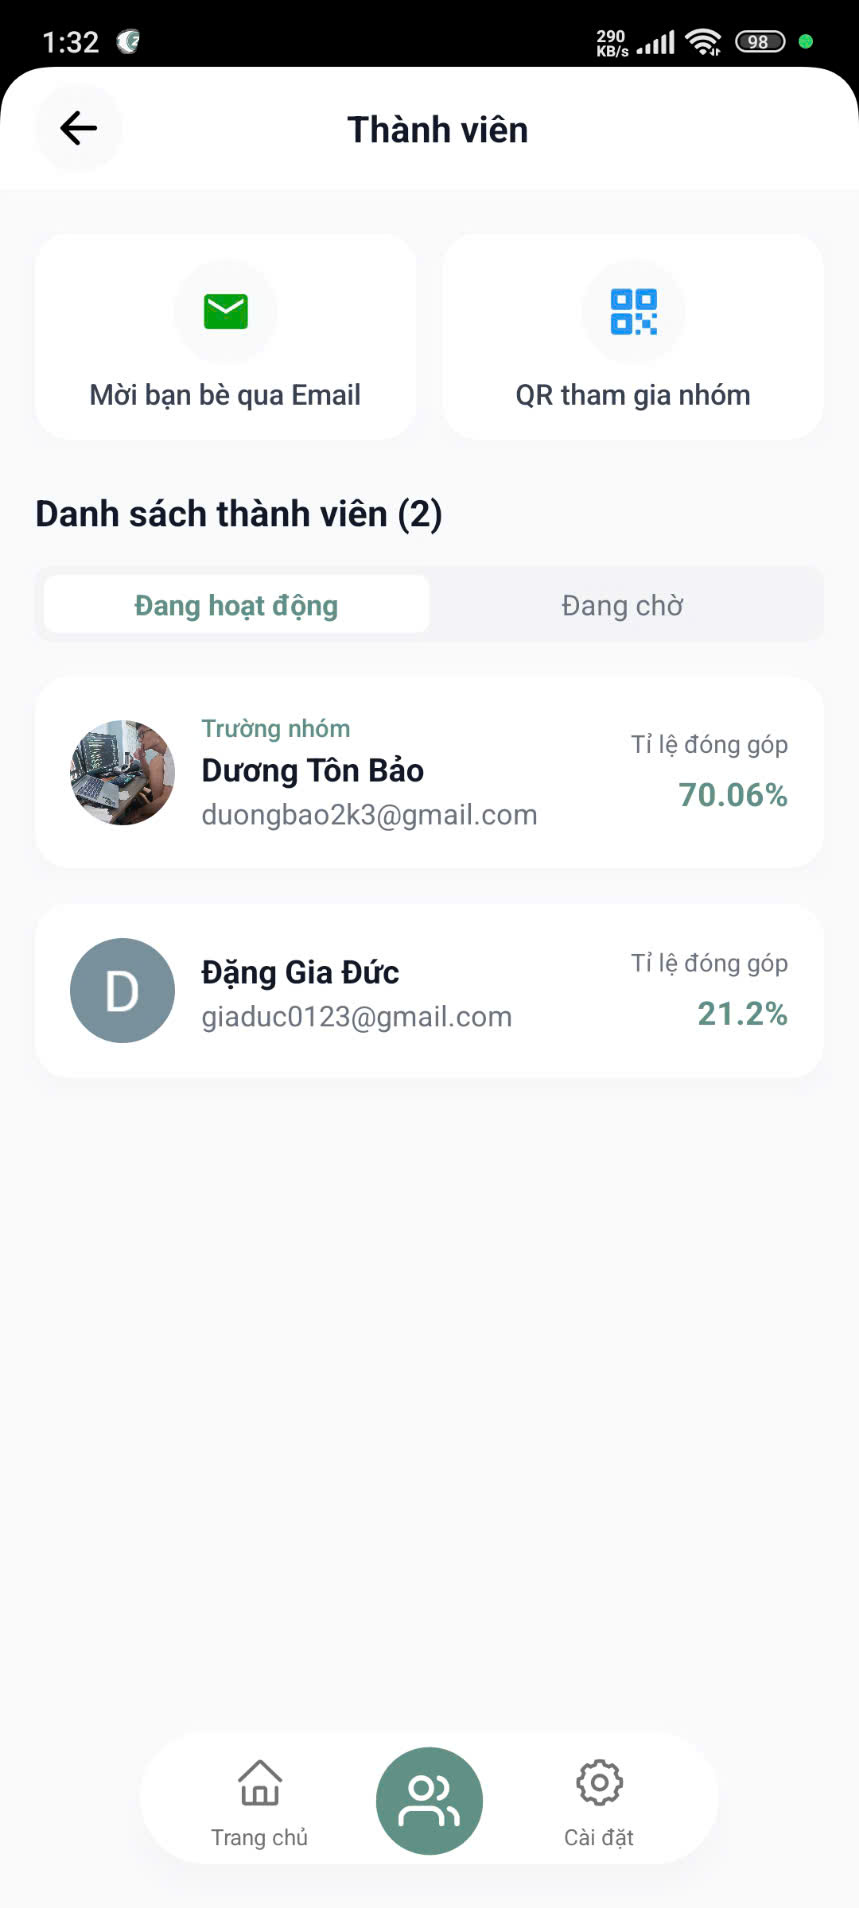 1:32
290
KB/s
98
Thành viên
Mời bạn bè qua Email
QR tham gia nhóm
Danh sách thành viên (2)
Đang hoạt động
Đang chờ
Trường nhóm
Dương Tôn Bảo
duongbao2k3@gmail.com
Tỉ lệ đóng góp
70.06%
D
Đặng Gia Đức
giaduc0123@gmail.com
Tỉ lệ đóng góp
21.2%
Trang chủ
Cài đặt